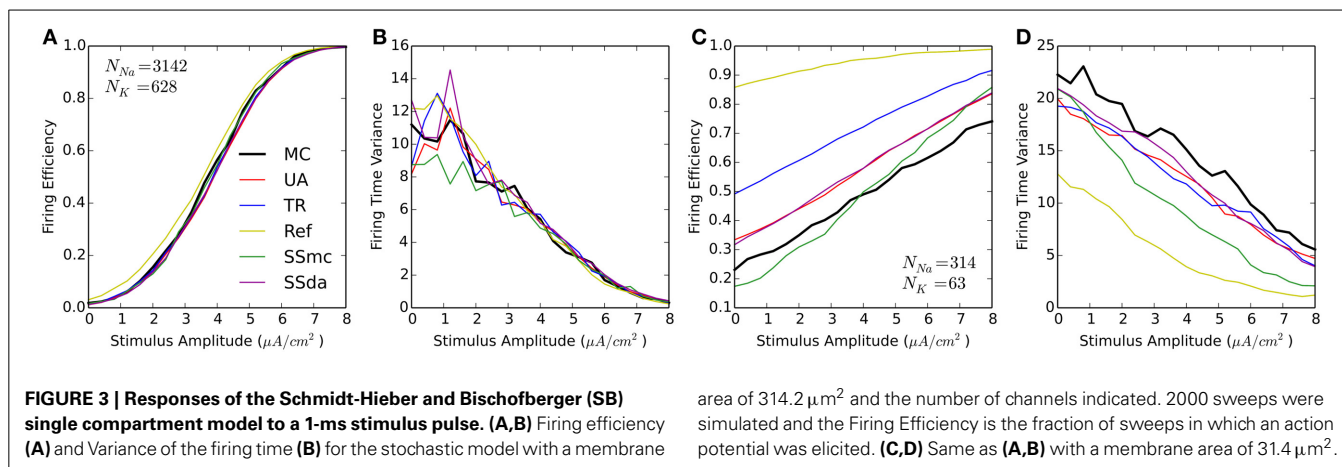 A
B
C
D
Firing Efficiency
1.0
0.8
0.6
0.4
0.2
0.0
0 1 2 3 4 5 6 7 8
Stimulus Amplitude (μA/cm²)
N_Na=3142
N_K=628
MC
UA
TR
Ref
SSmc
SSda
Firing Time Variance
16
14
12
10
8
6
4
2
0
0 1 2 3 4 5 6 7 8
Stimulus Amplitude (μA/cm²)
Firing Efficiency
1.0
0.9
0.8
0.7
0.6
0.5
0.4
0.3
0.2
0.1
0 1 2 3 4 5 6 7 8
Stimulus Amplitude (μA/cm²)
N_Na=314
N_K=63
Firing Time Variance
25
20
15
10
5
0
0 1 2 3 4 5 6 7 8
Stimulus Amplitude (μA/cm²)
FIGURE 3 | Responses of the Schmidt-Hieber and Bischofberger (SB)
single compartment model to a 1-ms stimulus pulse. (A,B) Firing efficiency
(A) and Variance of the firing time (B) for the stochastic model with a membrane
area of 314.2 μm² and the number of channels indicated. 2000 sweeps were
simulated and the Firing Efficiency is the fraction of sweeps in which an action
potential was elicited. (C,D) Same as (A,B) with a membrane area of 31.4 μm².